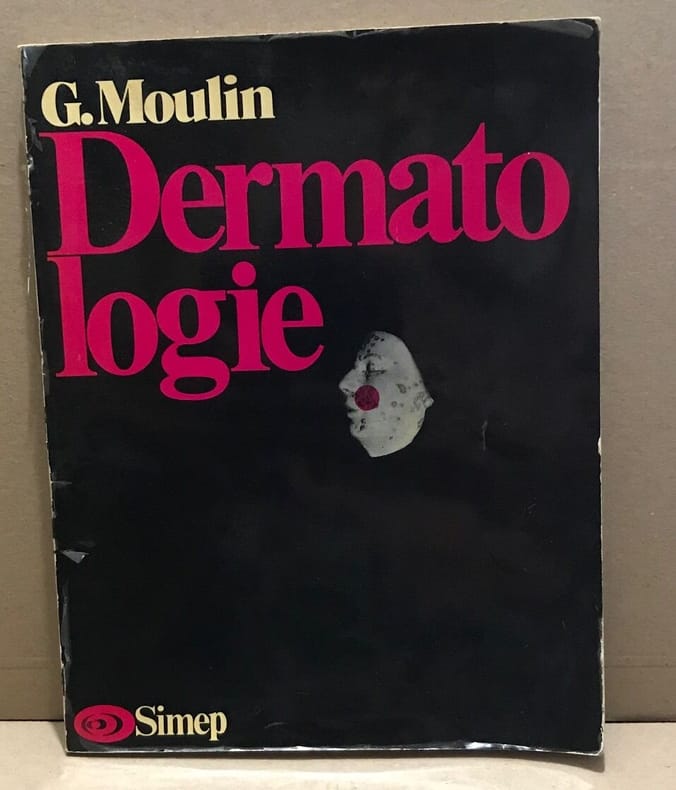 G. Moulin
Dermato
logie
Simep